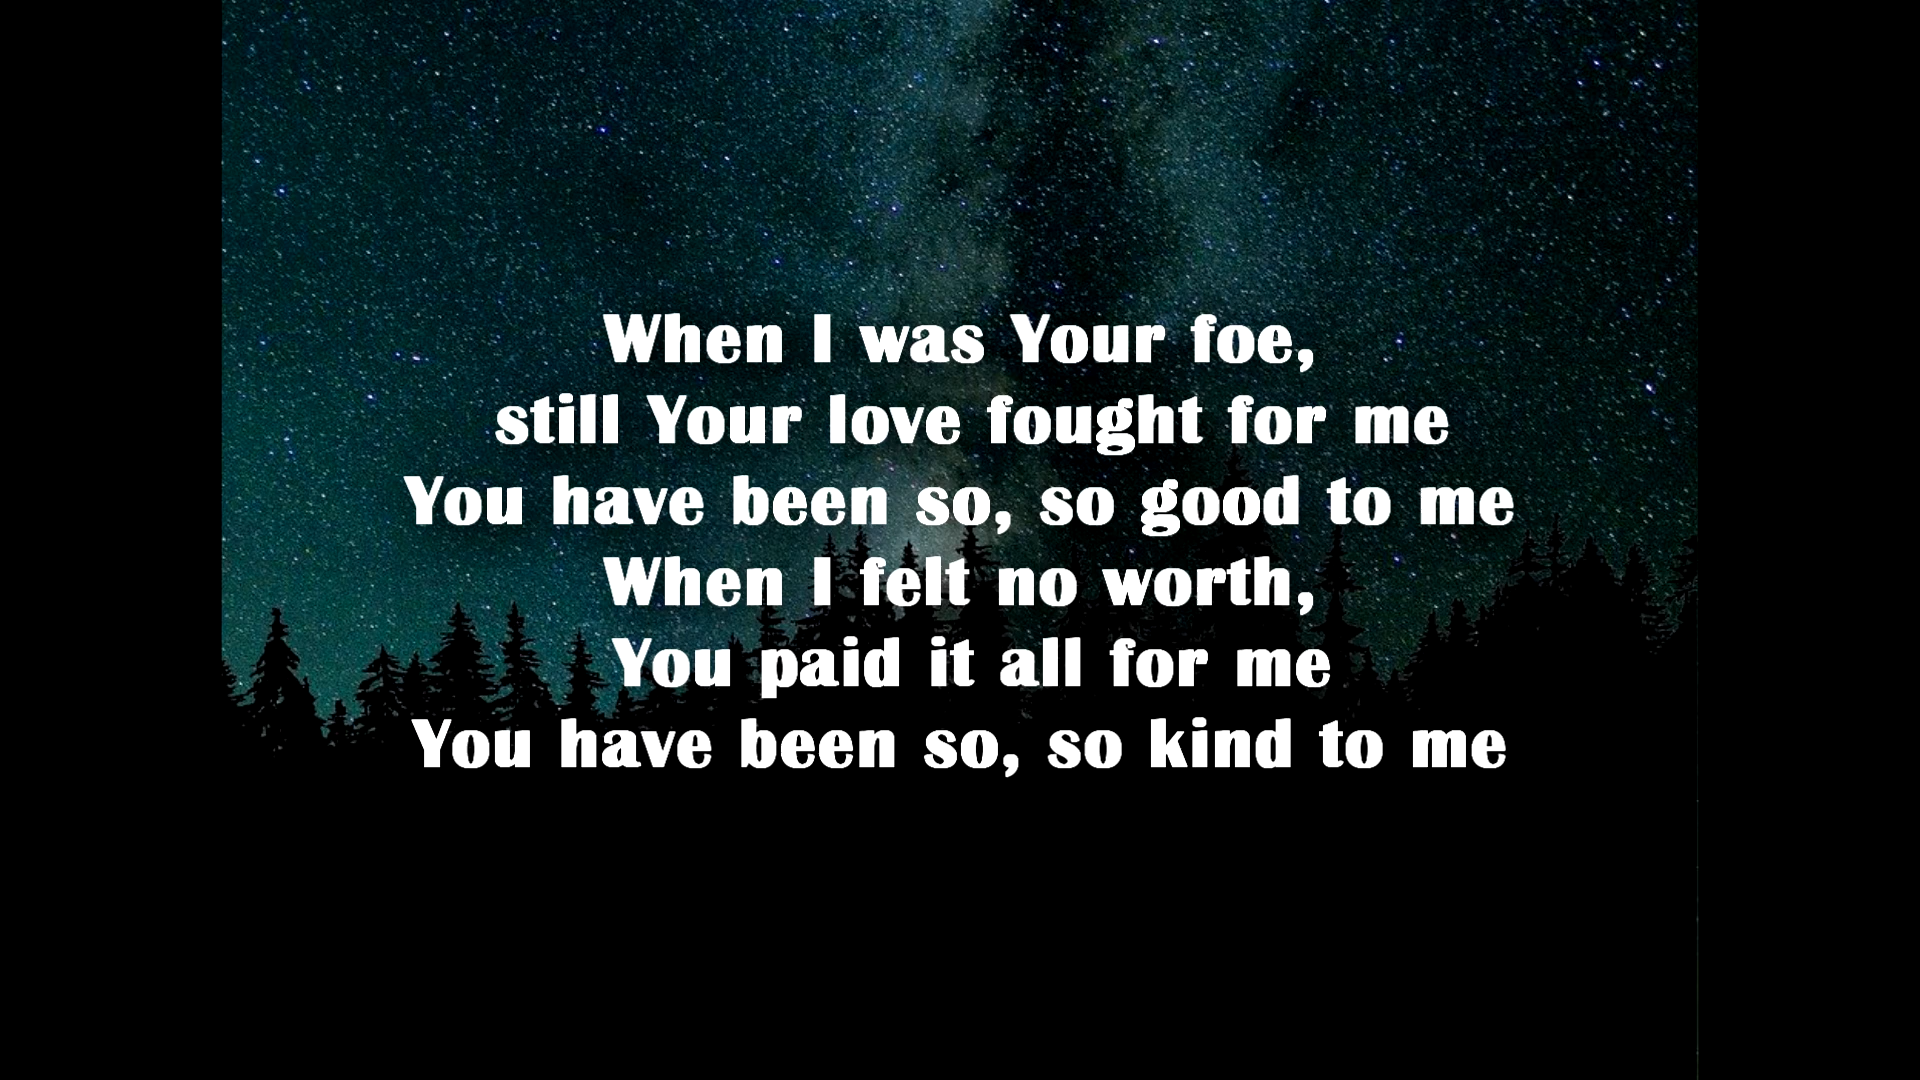 When I was Your foe,
still Your love fought for me
You have been so, so good to me
When I felt no worth,
You paid it all for me
You have been so, so kind to me